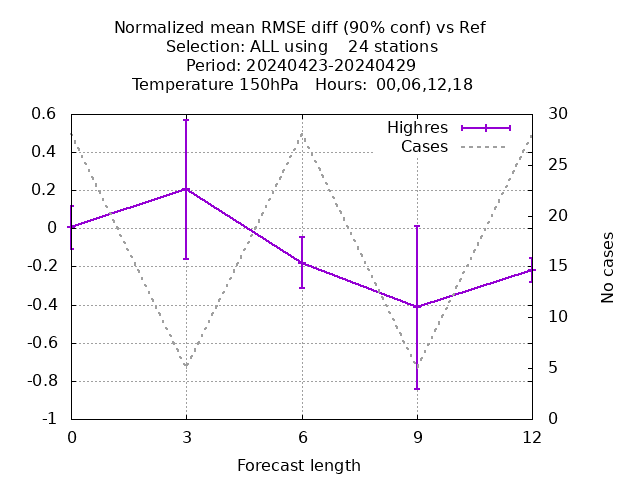 Normalized mean RMSE diff (90% conf) vs Ref
Selection: ALL using    24 stations
Period: 20240423-20240429
Temperature 150hPa   Hours:  00,06,12,18
Highres
Cases
0.6
0.4
0.2
0
-0.2
-0.4
-0.6
-0.8
-1
30
25
20
15
10
5
0
No cases
0 3 6 9 12
Forecast length